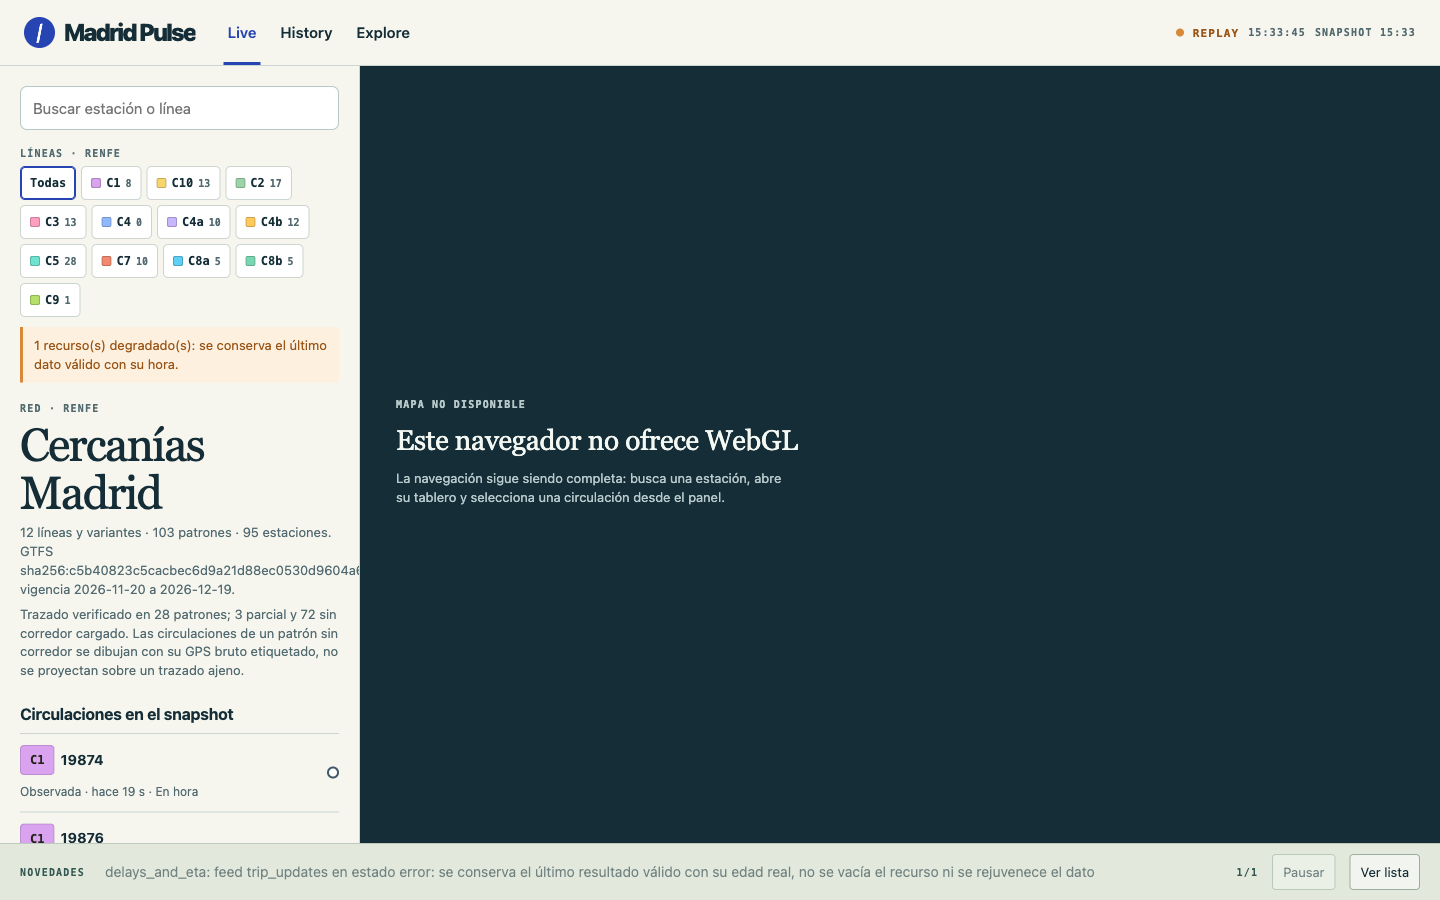 Madrid Pulse
Live
History
Explore
REPLAY 15:33:45 SNAPSHOT 15:33
Buscar estación o línea
LÍNEAS · RENFE
Todas
C1 8
C10 13
C2 17
C3 13
C4 0
C4a 10
C4b 12
C5 28
C7 10
C8a 5
C8b 5
C9 1
1 recurso(s) degradado(s): se conserva el último
dato válido con su hora.
RED · RENFE
Cercanías
Madrid
12 líneas y variantes · 103 patrones · 95 estaciones.
GTFS
sha256:c5b40823c5cacbec6d9a21d88ec0530d9604a
vigencia 2026-11-20 a 2026-12-19.
Trazado verificado en 28 patrones; 3 parcial y 72 sin
corredor cargado. Las circulaciones de un patrón sin
corredor se dibujan con su GPS bruto etiquetado, no
se proyectan sobre un trazado ajeno.
Circulaciones en el snapshot
C1 19874
Observada · hace 19 s · En hora
C1 19876
MAPA NO DISPONIBLE
Este navegador no ofrece WebGL
La navegación sigue siendo completa: busca una estación, abre
su tablero y selecciona una circulación desde el panel.
NOVEDADES
delays_and_eta: feed trip_updates en estado error: se conserva el último resultado válido con su edad real, no se vacía el recurso ni se rejuvenece el dato
1/1
Pausar
Ver lista